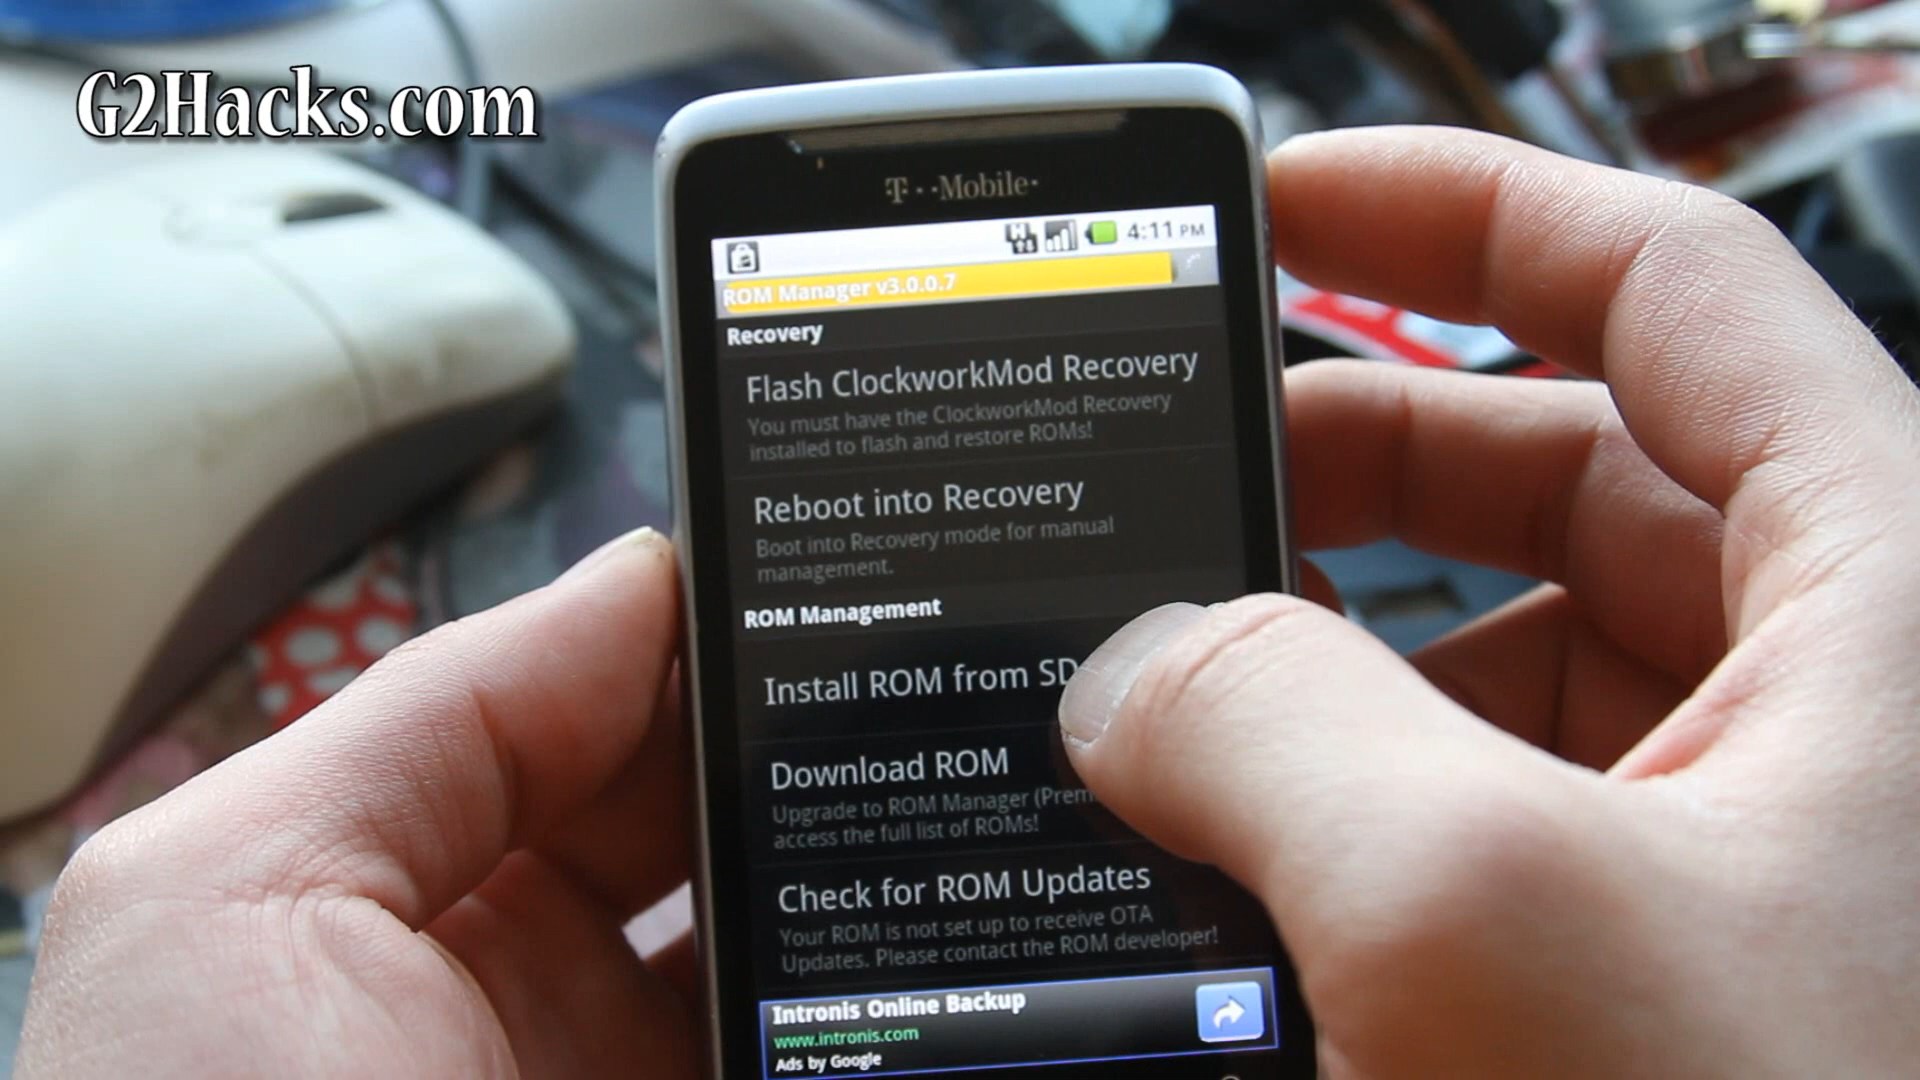 G2Hacks.com
T··Mobile·
H
4:11 PM
ROM Manager v3.0.0.7
Recovery
Flash ClockworkMod Recovery
You must have the ClockworkMod Recovery
installed to flash and restore ROMs!
Reboot into Recovery
Boot into Recovery mode for manual
management.
ROM Management
Install ROM from SD
Download ROM
Upgrade to ROM Manager
access the full list of ROMs!
Check for ROM Updates
Your ROM is not set up to receive OTA
Updates. Please contact the ROM developer!
Intronis Online Backup
www.intronis.com
Ads by Google